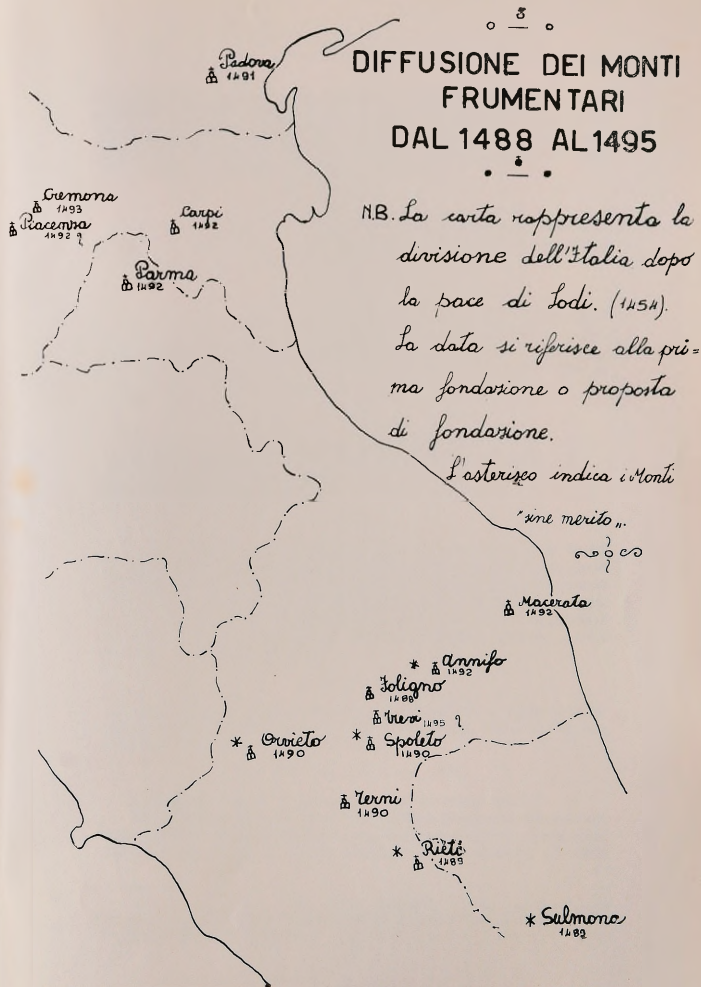 DIFFUSIONE DEI MONTI
FRUMENTARI
DAL 1488 AL 1495
N.B. La carta rappresenta la
divisione dell'Italia dopo
la pace di Lodi. (1454).
La data si riferisce alla pri=
ma fondazione o proposta
di fondazione.
L'asterisco indica i Monti
"sine merito„.
Padova
1491
Cremona
1493
Piacenza
1492 ?
Carpi
1492
Parma
1492
Macerata
1492
* Annifo
1492
Foligno
1488
Trevi 1495 ?
* Spoleto
1490
* Orvieto
1490
Terni
1490
* Rieti
1489
* Sulmona